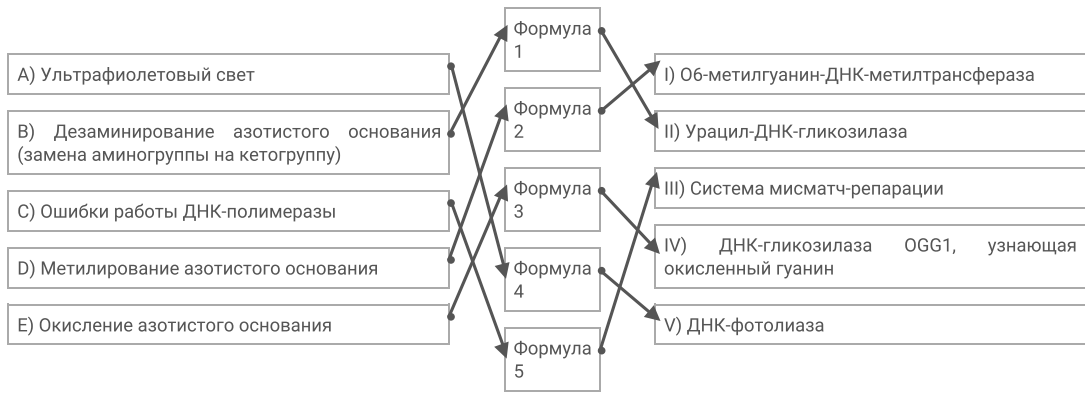 A) Ультрафиолетовый свет
B) Дезаминирование азотистого основания
(замена аминогруппы на кетогруппу)
C) Ошибки работы ДНК-полимеразы
D) Метилирование азотистого основания
E) Окисление азотистого основания
Формула
1
Формула
2
Формула
3
Формула
4
Формула
5
I) О6-метилгуанин-ДНК-метилтрансфераза
II) Урацил-ДНК-гликозилаза
III) Система мисматч-репарации
IV) ДНК-гликозилаза OGG1, узнающая
окисленный гуанин
V) ДНК-фотолиаза